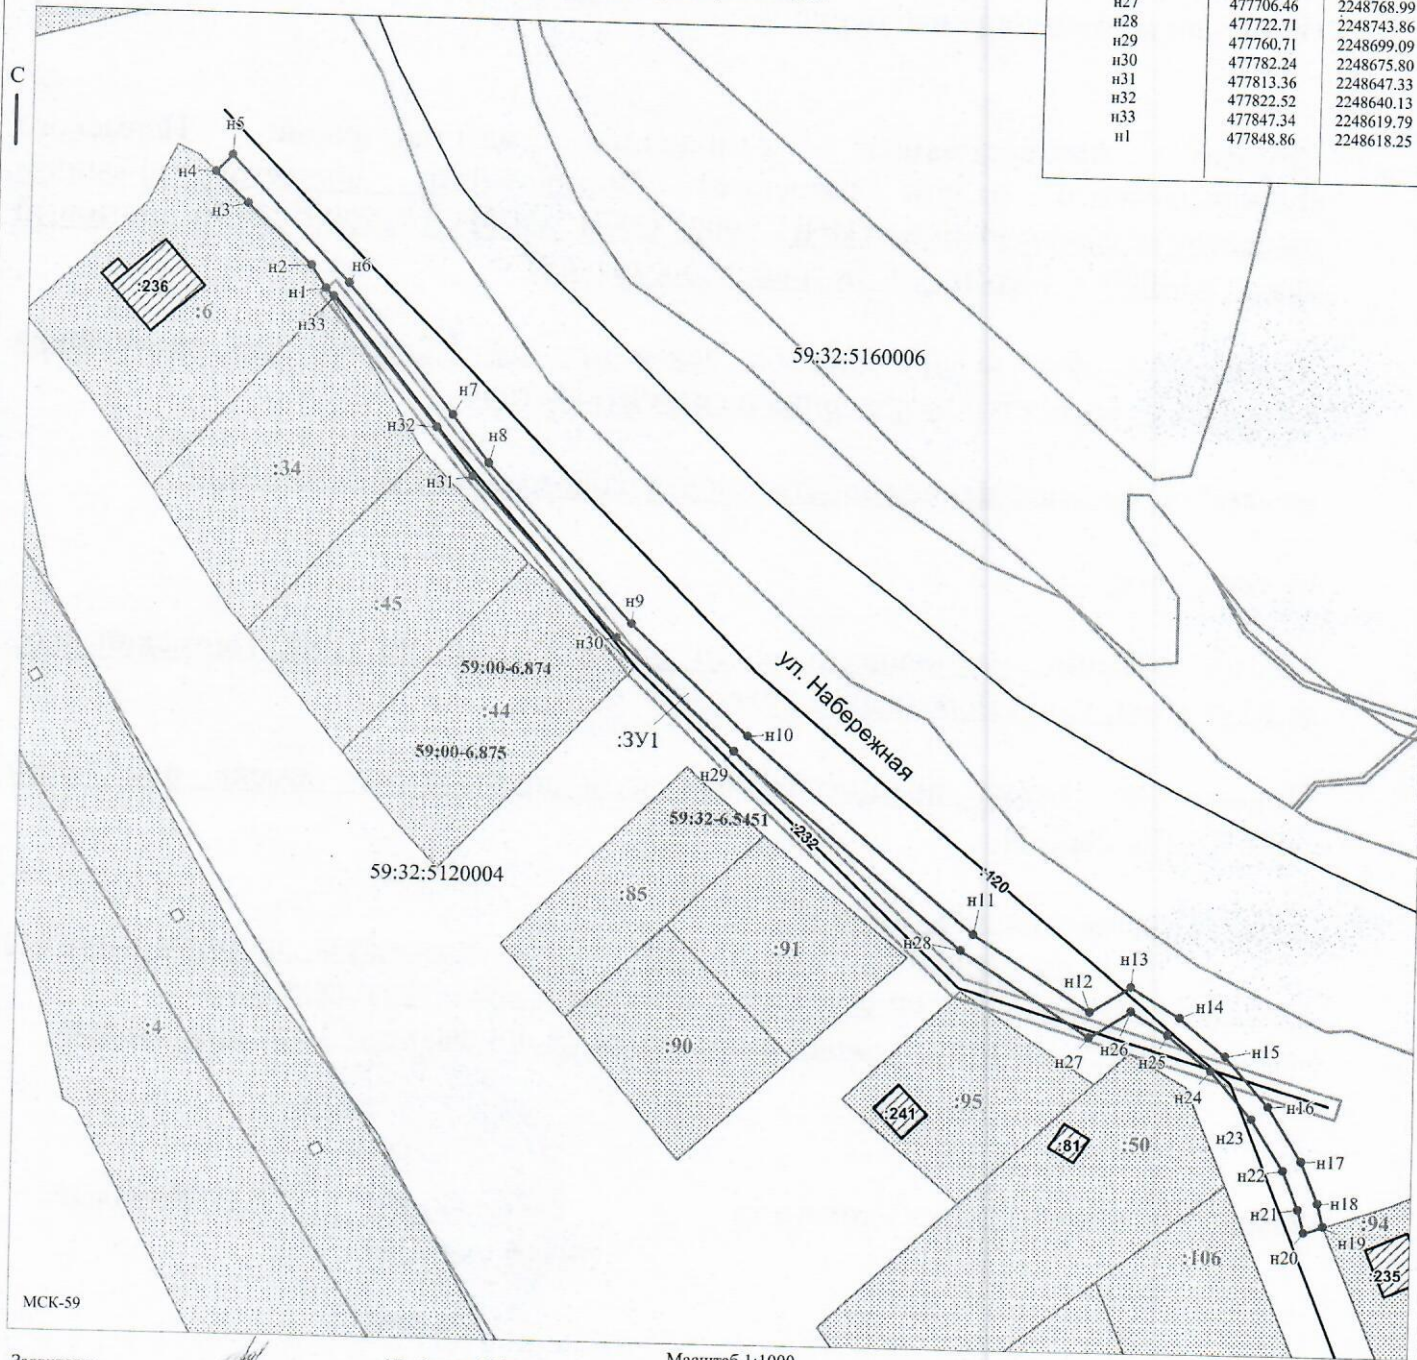 н27 477706.46 2248768.99
н28 477722.71 2248743.86
н29 477760.71 2248699.09
н30 477782.24 2248675.80
н31 477813.36 2248647.33
н32 477822.52 2248640.13
н33 477847.34 2248619.79
н1 477848.86 2248618.25
С
н5
н4
н3
н2
н6
н1
:236
:6
н33
59:32:5160006
н7
н32
н8
:34
н31
:45
н9
н30
59:00-6.874
ул. Набережная
:44
н10
:ЗУ1
59:00-6.875
н29
59:32-6.5451
:232
59:32:5120004
:120
:85
н11
:91
н28
н13
н12
н14
:4
:90
н26
н27
н25
н15
н24
:95
н16
:241
н23
:81
:50
н17
н22
н18
н21
:94
н19
н20
:106
:235
МСК-59
Масштаб 1:1000